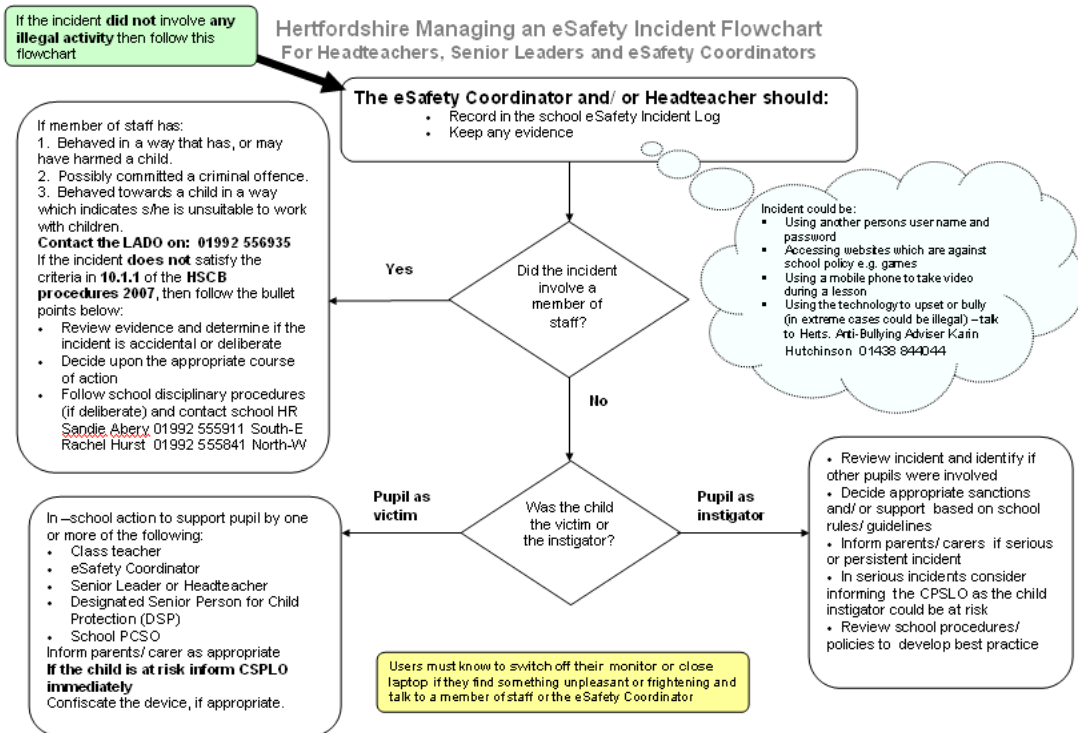 If the incident did not involve any
illegal activity then follow this
flowchart
Hertfordshire Managing an eSafety Incident Flowchart
For Headteachers, Senior Leaders and eSafety Coordinators
The eSafety Coordinator and/ or Headteacher should:
• Record in the school eSafety Incident Log
• Keep any evidence
If member of staff has:
1. Behaved in a way that has, or may
have harmed a child.
2. Possibly committed a criminal offence.
3. Behaved towards a child in a way
which indicates s/he is unsuitable to work
with children.
Contact the LADO on: 01992 556935
If the incident does not satisfy the
criteria in 10.1.1 of the HSCB
procedures 2007, then follow the bullet
points below:
• Review evidence and determine if the
incident is accidental or deliberate
• Decide upon the appropriate course
of action
• Follow school disciplinary procedures
(if deliberate) and contact school HR
Sandie Abery 01992 555911 South-E
Rachel Hurst 01992 555841 North-W
Yes
Did the incident
involve a
member of
staff?
Incident could be:
• Using another persons user name and
password
• Accessing websites which are against
school policy e.g. games
• Using a mobile phone to take video
during a lesson
• Using the technology to upset or bully
(in extreme cases could be illegal) – talk
to Herts. Anti-Bullying Adviser Karin
Hutchinson 01438 844044
No
Pupil as
victim
Was the child
the victim or
the instigator?
Pupil as
instigator
In –school action to support pupil by one
or more of the following:
• Class teacher
• eSafety Coordinator
• Senior Leader or Headteacher
• Designated Senior Person for Child
Protection (DSP)
• School PCSO
Inform parents/ carer as appropriate
If the child is at risk inform CSPLO
immediately
Confiscate the device, if appropriate.
• Review incident and identify if
other pupils were involved
• Decide appropriate sanctions
and/ or support based on school
rules/ guidelines
• Inform parents/ carers if serious
or persistent incident
• In serious incidents consider
informing the CPSLO as the child
instigator could be at risk
• Review school procedures/
policies to develop best practice
Users must know to switch off their monitor or close
laptop if they find something unpleasant or frightening and
talk to a member of staff or the eSafety Coordinator